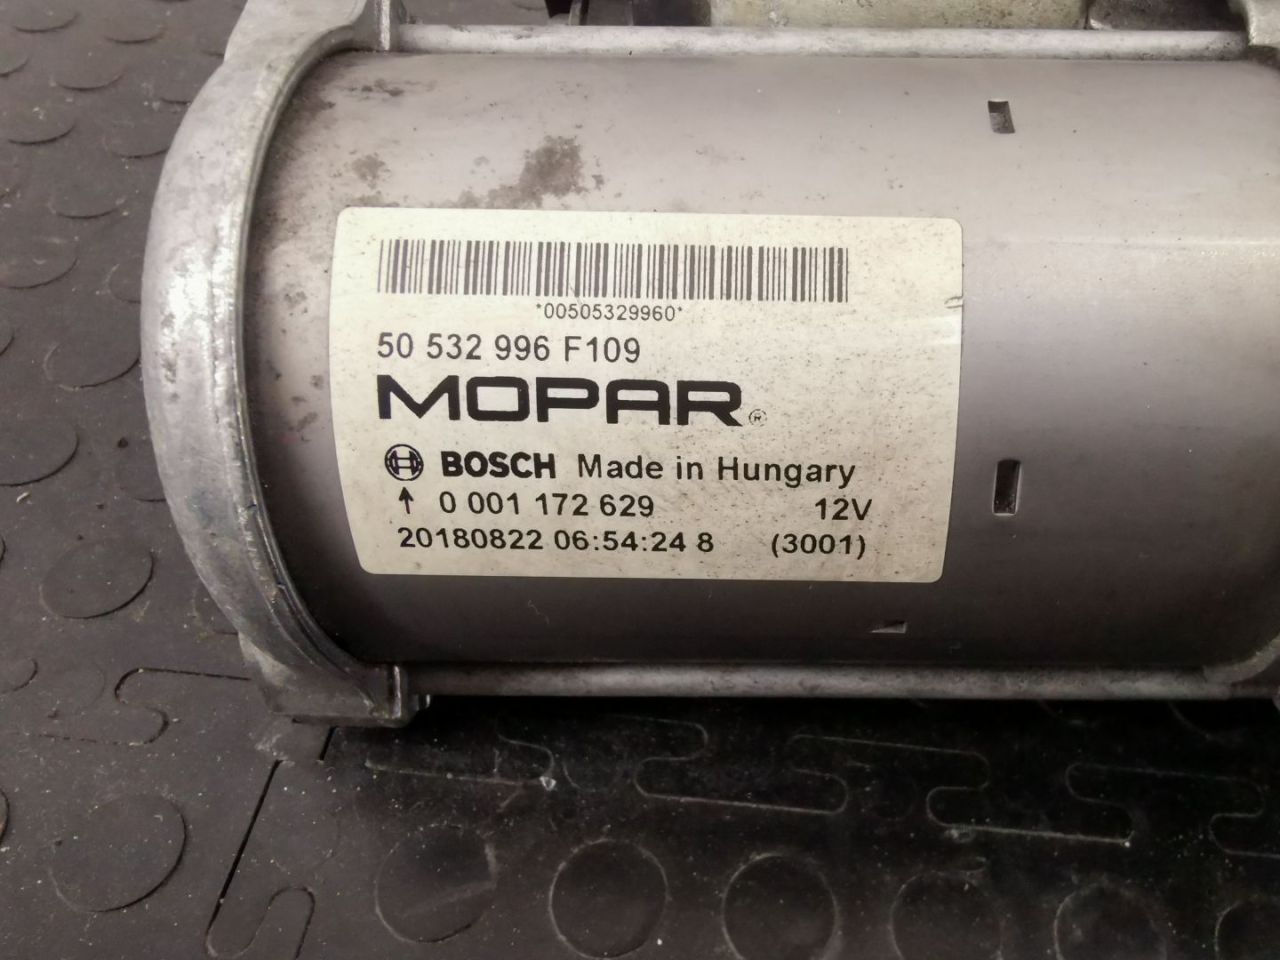 *00505329960*
50 532 996 F109
MOPAR®
BOSCH Made in Hungary
↑ 0 001 172 629 12V
20180822 06:54:24 8 (3001)